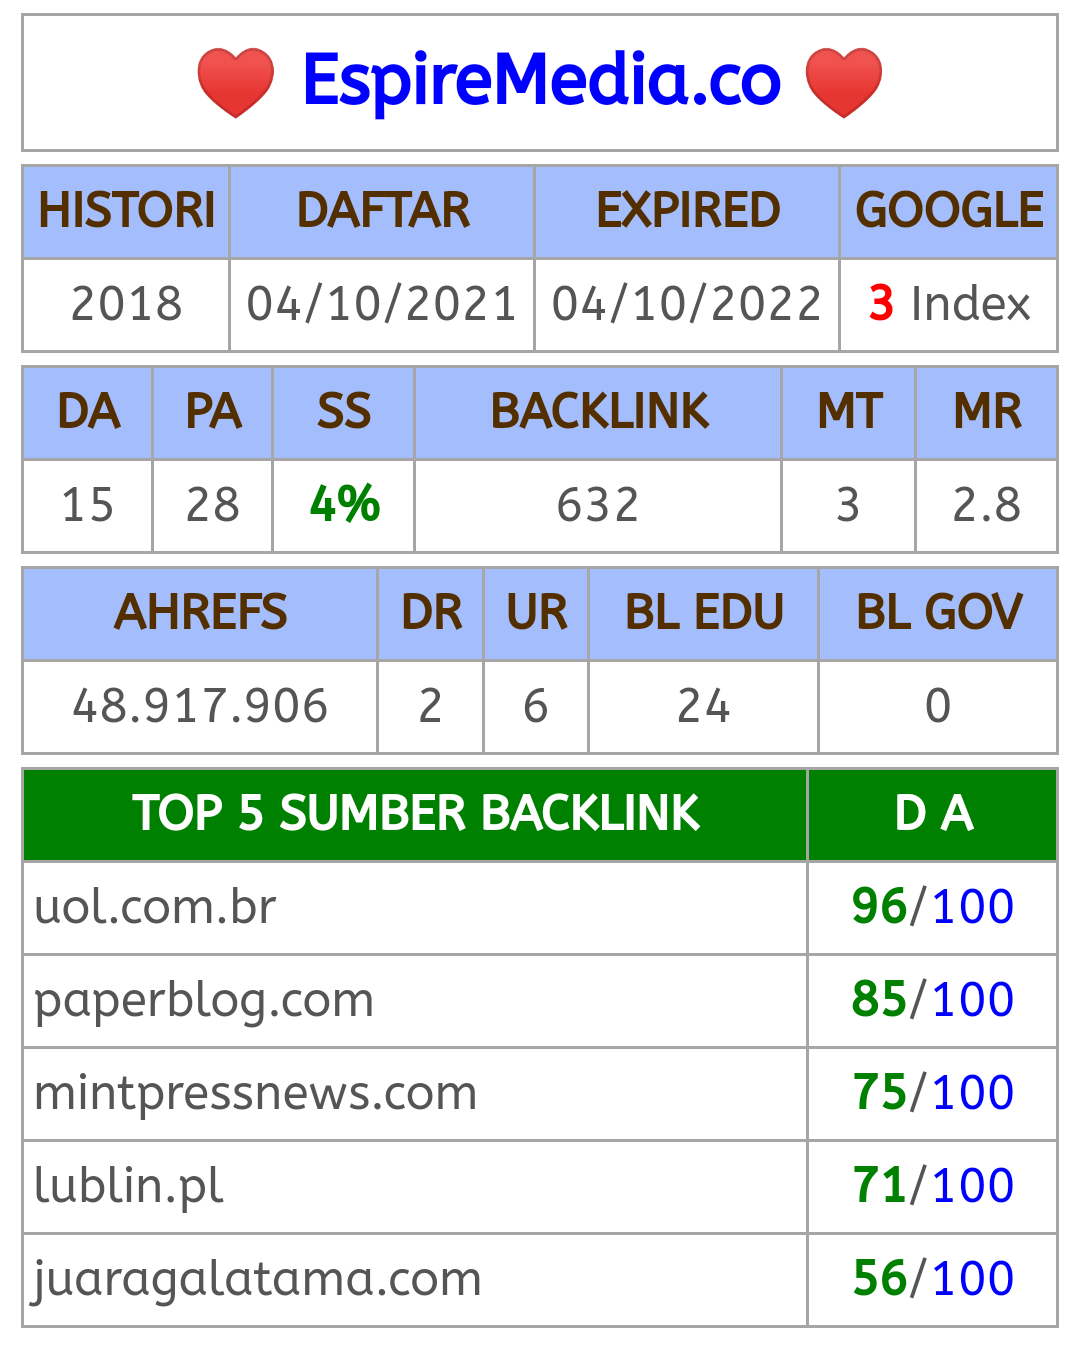 ❤️ EspireMedia.co ❤️
HISTORI DAFTAR EXPIRED GOOGLE
2018 04/10/2021 04/10/2022 3 Index
DA PA SS BACKLINK MT MR
15 28 4% 632 3 2.8
AHREFS DR UR BL EDU BL GOV
48.917.906 2 6 24 0
TOP 5 SUMBER BACKLINK D A
uol.com.br 96/100
paperblog.com 85/100
mintpressnews.com 75/100
lublin.pl 71/100
juaragalatama.com 56/100